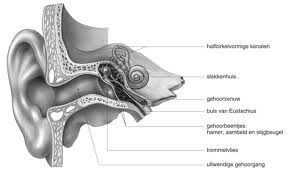 halfcirkelvormige kanalen
slakkenhuis
gehoorzenuw
buis van Eustachius
gehoorbeentjes:
hamer, aambeeld en stijgbeugel
trommelvlies
uitwendige gehoorgang